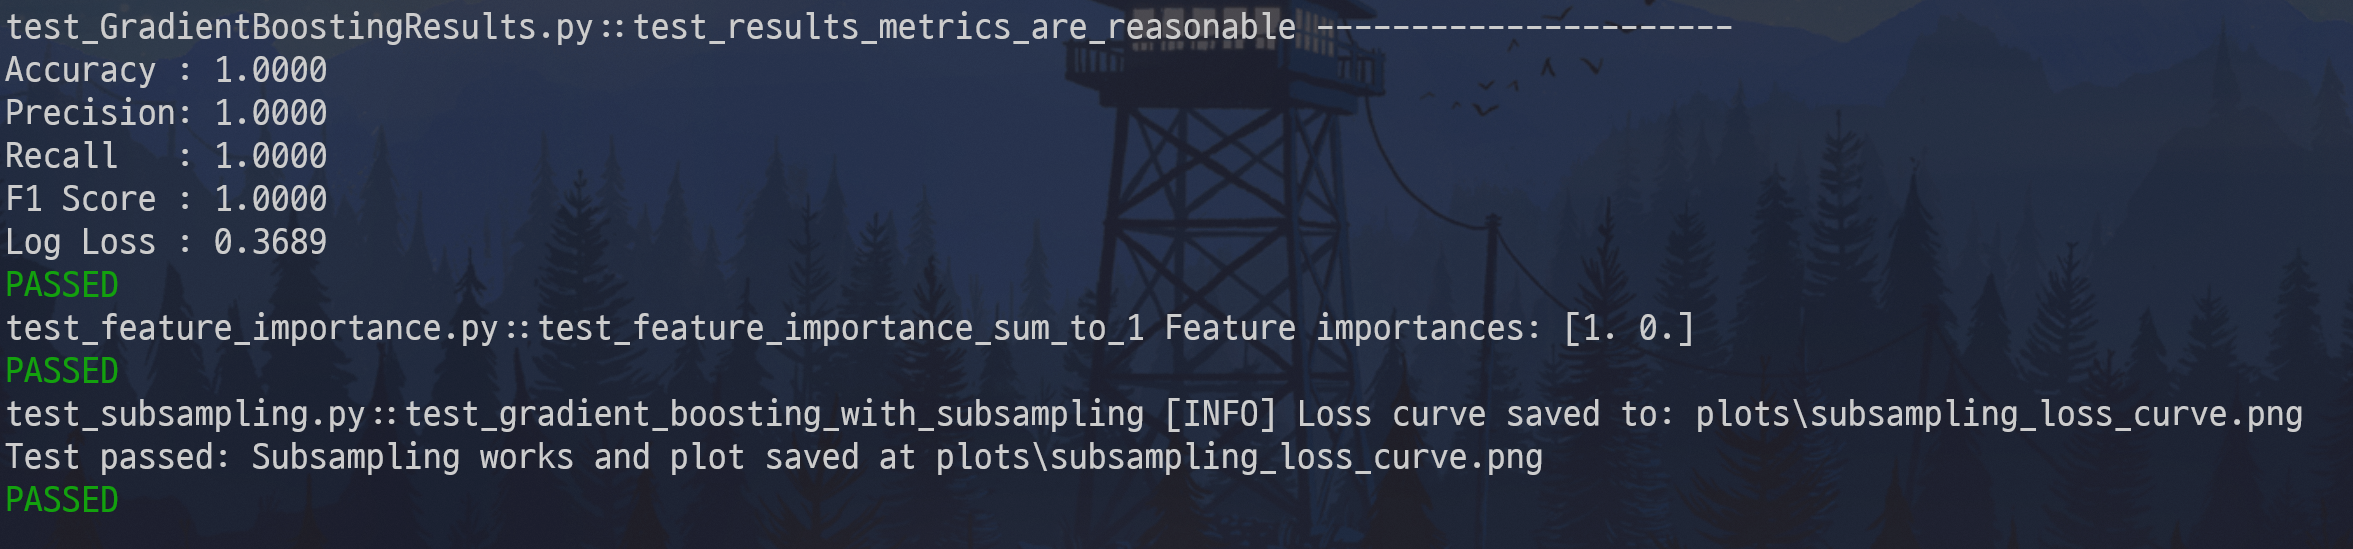 test_GradientBoostingResults.py::test_results_metrics_are_reasonable ----------------------
Accuracy : 1.0000
Precision: 1.0000
Recall   : 1.0000
F1 Score : 1.0000
Log Loss : 0.3689
PASSED
test_feature_importance.py::test_feature_importance_sum_to_1 Feature importances: [1. 0.]
PASSED
test_subsampling.py::test_gradient_boosting_with_subsampling [INFO] Loss curve saved to: plots\subsampling_loss_curve.png
Test passed: Subsampling works and plot saved at plots\subsampling_loss_curve.png
PASSED